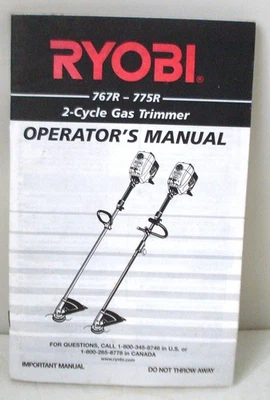 RYOBI®
767R – 775R
2-Cycle Gas Trimmer
OPERATOR'S MANUAL
FOR QUESTIONS, CALL 1-800-345-8746 in U.S. or
1-800-265-6778 in CANADA
www.ryobi.com
IMPORTANT MANUAL DO NOT THROW AWAY